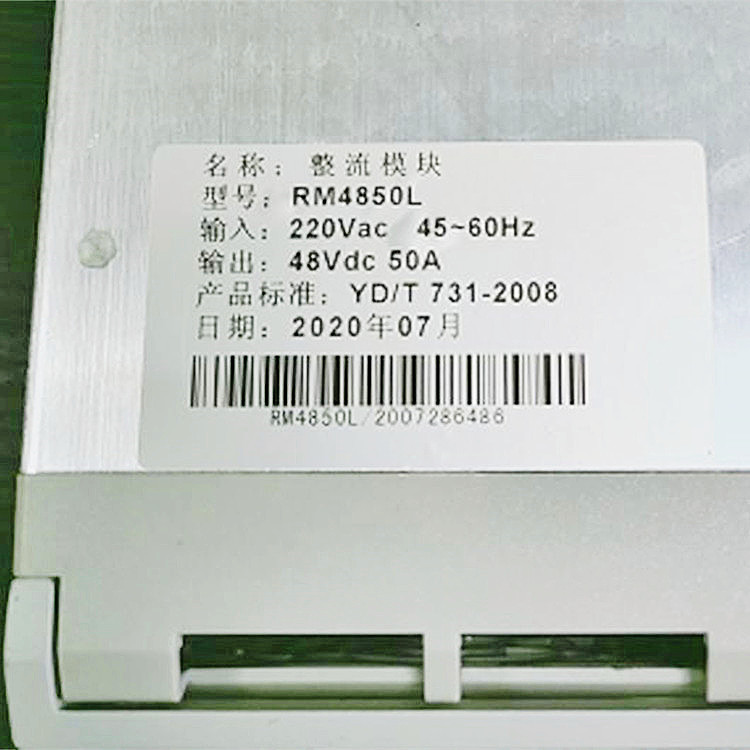 名称：整流模块
型号：RM4850L
输入：220Vac 45~60Hz
输出：48Vdc 50A
产品标准：YD/T 731-2008
日期：2020年07月
RM4850L/2007286486